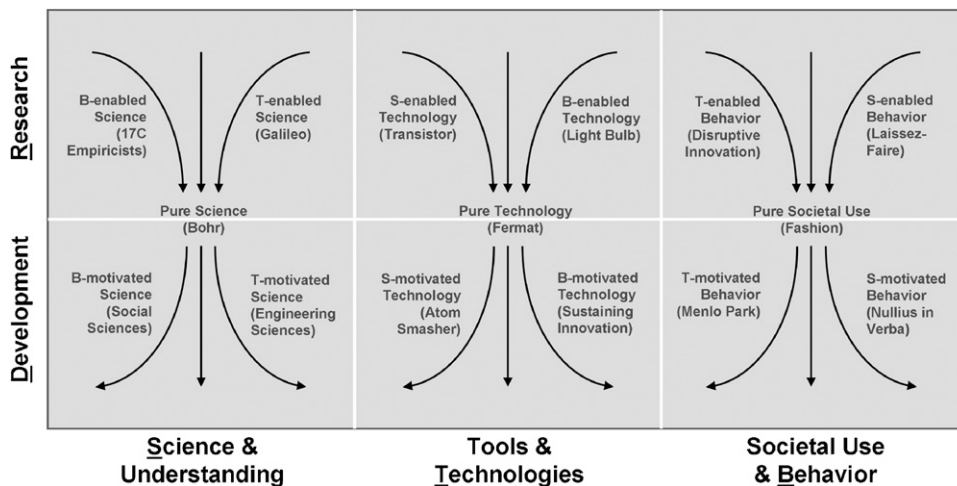 Research
B-enabled
Science
(17C
Empiricists)
T-enabled
Science
(Galileo)
S-enabled
Technology
(Transistor)
B-enabled
Technology
(Light Bulb)
T-enabled
Behavior
(Disruptive
Innovation)
S-enabled
Behavior
(Laissez-
Faire)
Pure Science
(Bohr)
Pure Technology
(Fermat)
Pure Societal Use
(Fashion)
Development
B-motivated
Science
(Social
Sciences)
T-motivated
Science
(Engineering
Sciences)
S-motivated
Technology
(Atom
Smasher)
B-motivated
Technology
(Sustaining
Innovation)
T-motivated
Behavior
(Menlo Park)
S-motivated
Behavior
(Nullius in
Verba)
Science &
Understanding
Tools &
Technologies
Societal Use
& Behavior